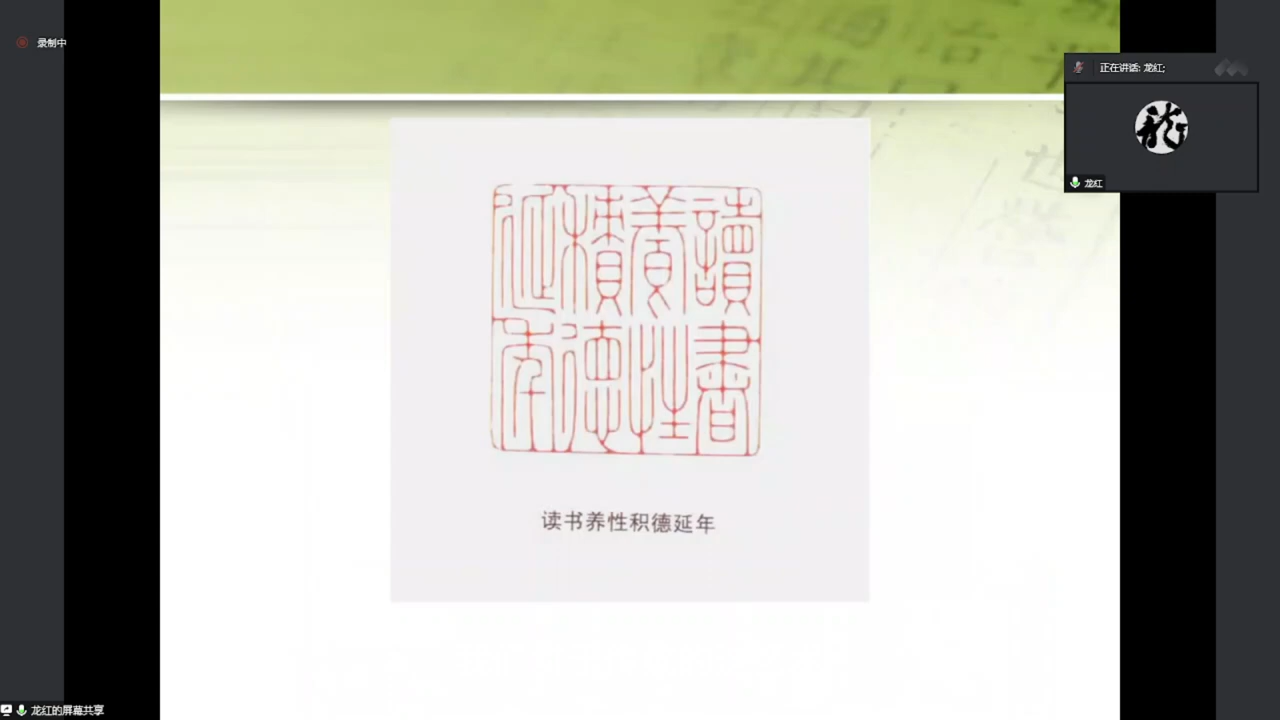 录制中
正在讲话: 龙红;
龙
龙红
讀書
養性
積德
延年
读书养性积德延年
龙红的屏幕共享